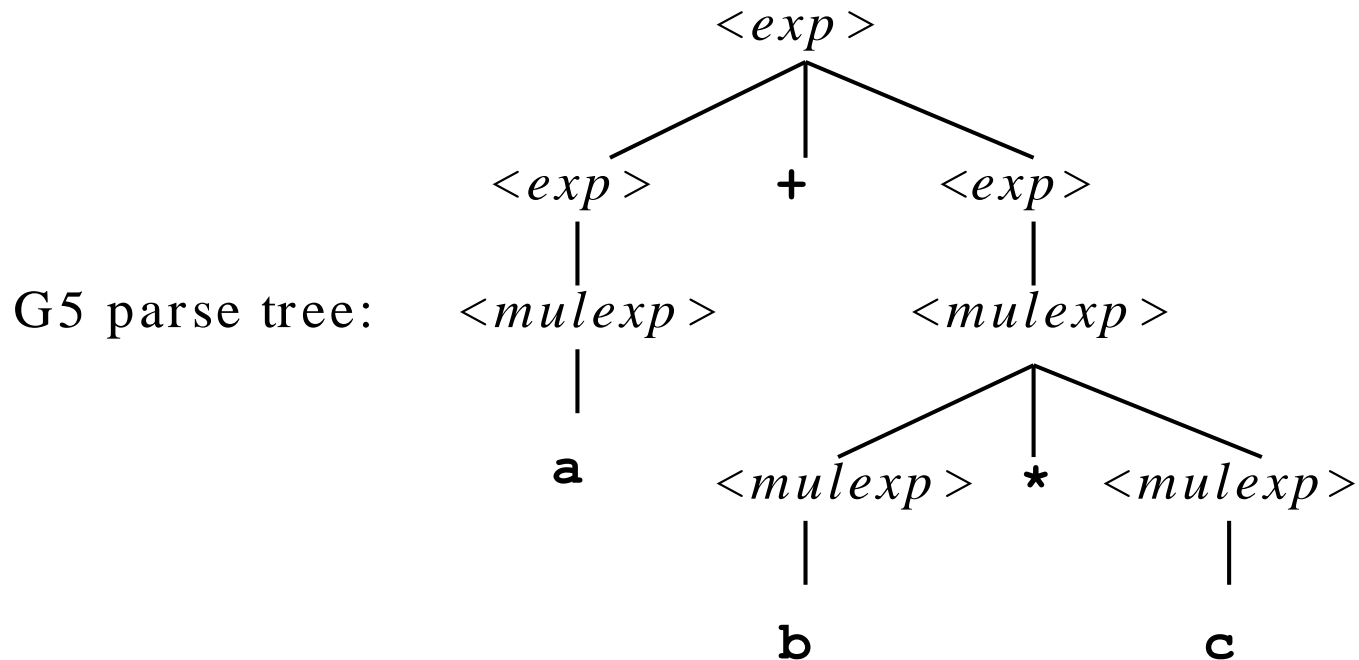 <exp>
<exp> + <exp>
G5 parse tree: <mulexp> <mulexp>
a
<mulexp> * <mulexp>
b c